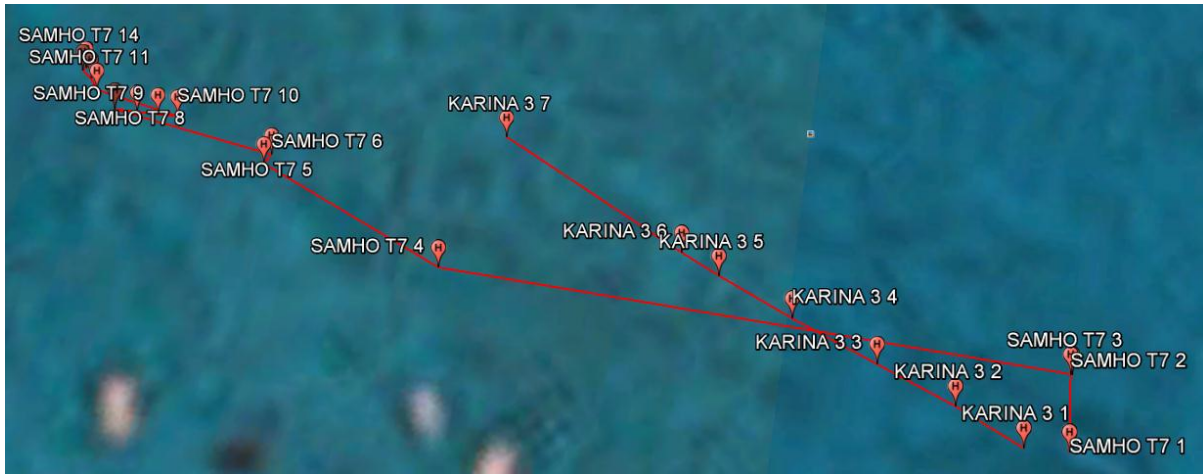 SAMHO T7 14
SAMHO T7 11
SAMHO T7 9
SAMHO T7 10
SAMHO T7 8
KARINA 3 7
SAMHO T7 6
SAMHO T7 5
KARINA 3 6
KARINA 3 5
SAMHO T7 4
KARINA 3 4
KARINA 3 3
SAMHO T7 3
SAMHO T7 2
KARINA 3 2
KARINA 3 1
SAMHO T7 1